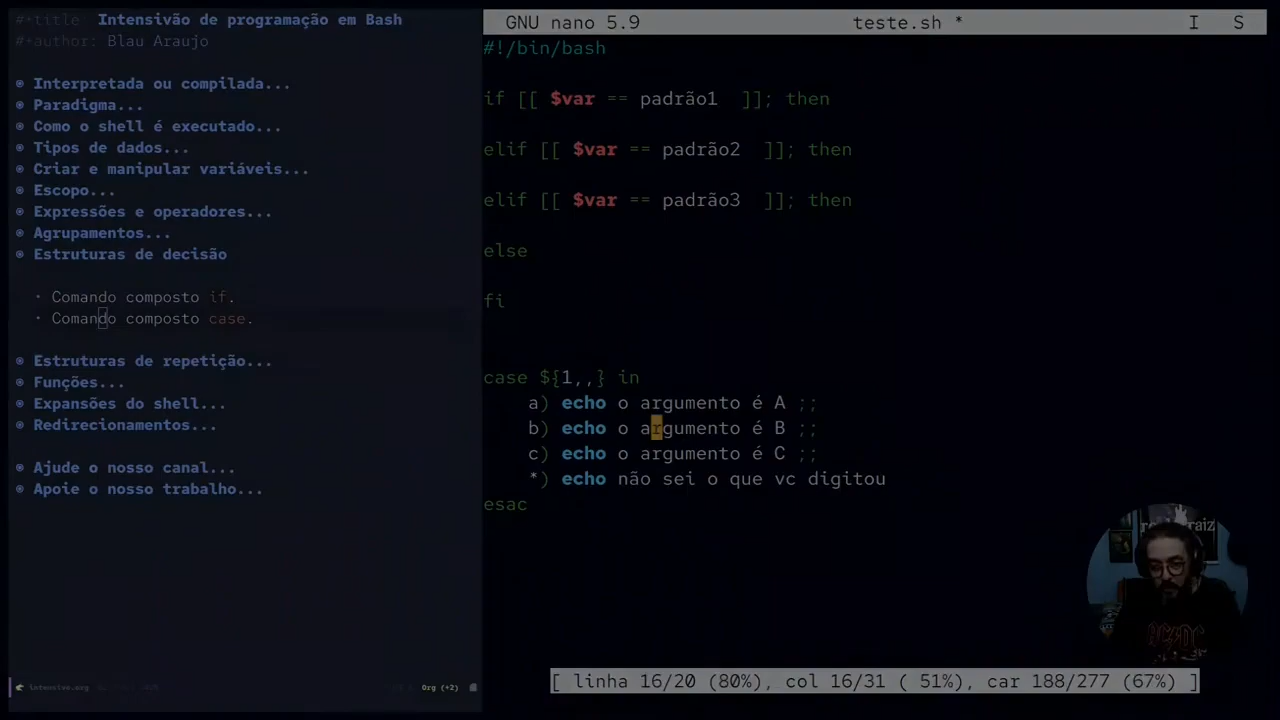 #+title Intensivão de programação em Bash
#+author: Blau Araujo
Interpretada ou compilada...
Paradigma...
Como o shell é executado...
Tipos de dados...
Criar e manipular variáveis...
Escopo...
Expressões e operadores...
Agrupamentos...
Estruturas de decisão
Comando composto if.
Comando composto case.
Estruturas de repetição...
Funções...
Expansões do shell...
Redirecionamentos...
Ajude o nosso canal...
Apoie o nosso trabalho...
intensivo.org
Org (+2)
GNU nano 5.9 teste.sh * I S
#!/bin/bash
if [[ $var == padrão1 ]]; then
elif [[ $var == padrão2 ]]; then
elif [[ $var == padrão3 ]]; then
else
fi
case ${1,,} in
a) echo o argumento é A ;;
b) echo o argumento é B ;;
c) echo o argumento é C ;;
*) echo não sei o que vc digitou
esac
[ linha 16/20 (80%), col 16/31 ( 51%), car 188/277 (67%) ]